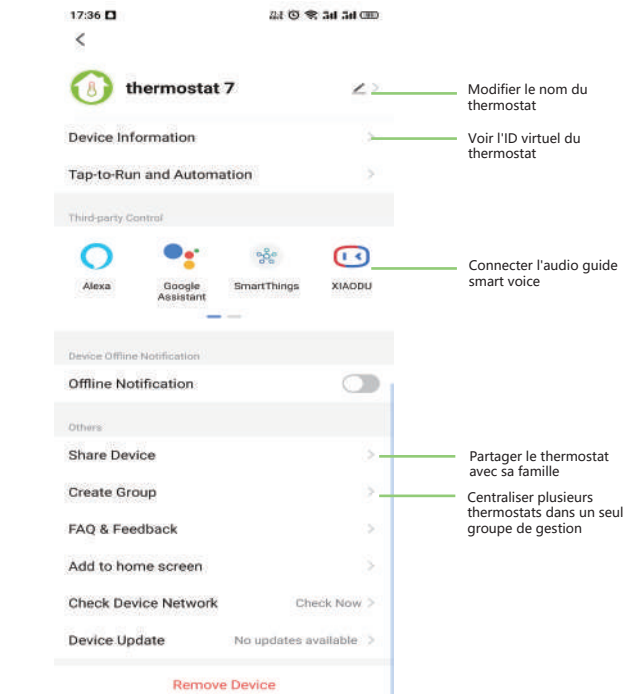 17:36
thermostat 7
Modifier le nom du
thermostat
Device Information
Voir l'ID virtuel du
thermostat
Tap-to-Run and Automation
Third-party Control
Alexa
Google
Assistant
SmartThings
XIAODU
Connecter l'audio guide
smart voice
Device Offline Notification
Offline Notification
Others
Share Device
Partager le thermostat
avec sa famille
Create Group
Centraliser plusieurs
thermostats dans un seul
groupe de gestion
FAQ & Feedback
Add to home screen
Check Device Network Check Now
Device Update No updates available
Remove Device